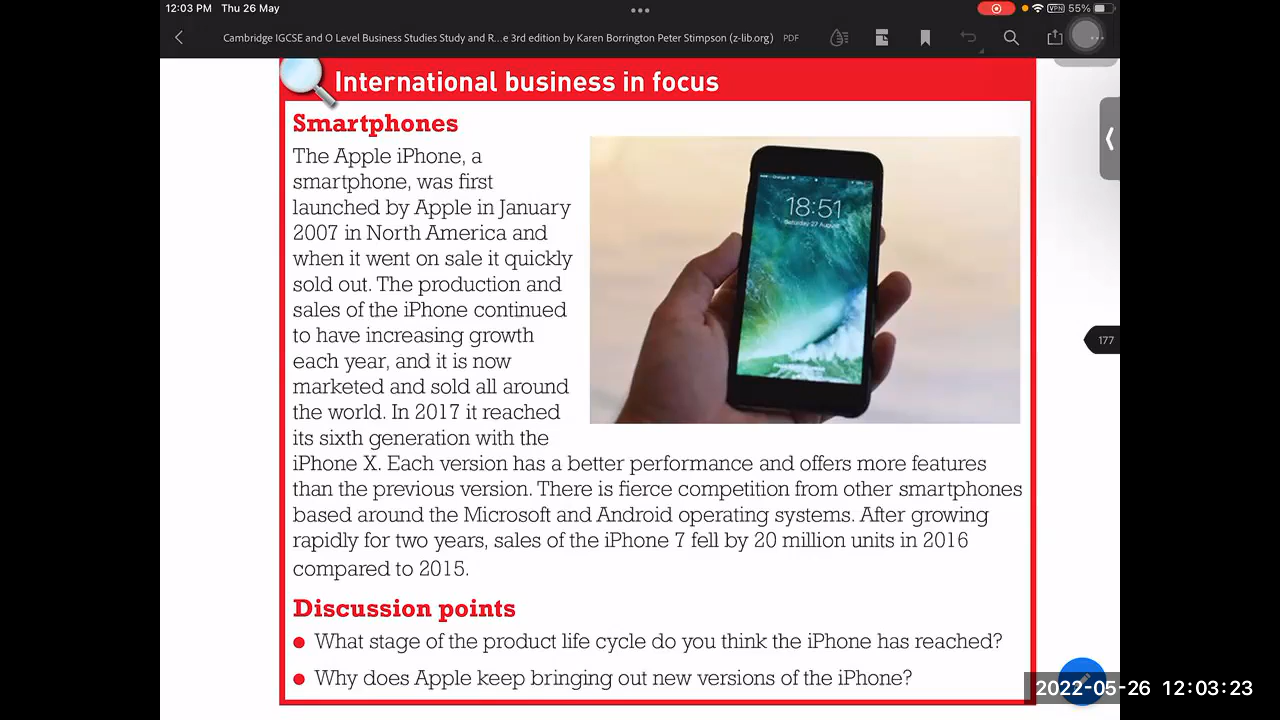 12:03 PM Thu 26 May
VPN 55%
Cambridge IGCSE and O Level Business Studies Study and R...e 3rd edition by Karen Borrington Peter Stimpson (z-lib.org) PDF
International business in focus
Smartphones
The Apple iPhone, a
smartphone, was first
launched by Apple in January
2007 in North America and
when it went on sale it quickly
sold out. The production and
sales of the iPhone continued
to have increasing growth
each year, and it is now
marketed and sold all around
the world. In 2017 it reached
its sixth generation with the
iPhone X. Each version has a better performance and offers more features
than the previous version. There is fierce competition from other smartphones
based around the Microsoft and Android operating systems. After growing
rapidly for two years, sales of the iPhone 7 fell by 20 million units in 2016
compared to 2015.
18:51
Saturday 27 August
177
Discussion points
What stage of the product life cycle do you think the iPhone has reached?
Why does Apple keep bringing out new versions of the iPhone?
2022-05-26 12:03:23